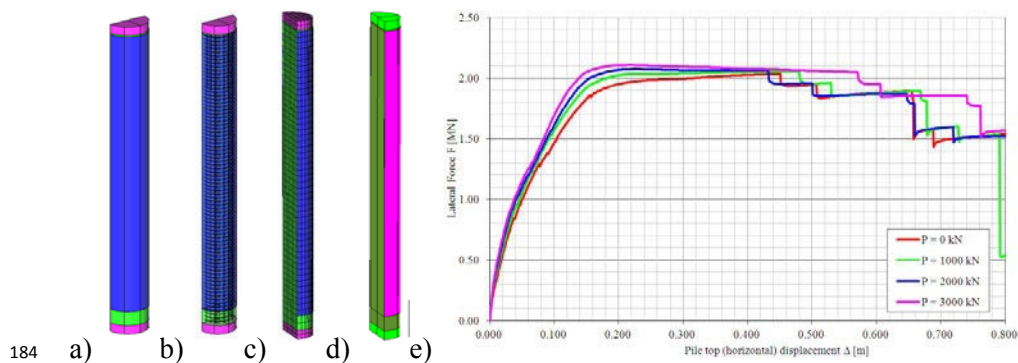 184 a) b) c) d) e)
Lateral Force F [MN]
2.50
2.00
1.50
1.00
0.50
0.00
0.000 0.100 0.200 0.300 0.400 0.500 0.600 0.700 0.800
Pile top (horizontal) displacement Δ [m]
P = 0 kN
P = 1000 kN
P = 2000 kN
P = 3000 kN